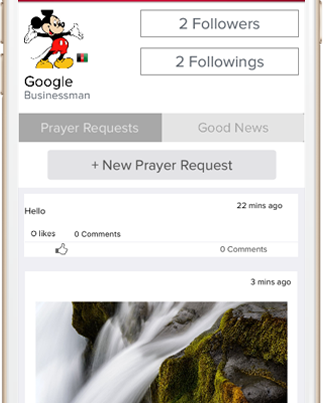 2 Followers
2 Followings
Google
Businessman
Prayer Requests
Good News
+ New Prayer Request
22 mins ago
Hello
0 likes
0 Comments
0 Comments
3 mins ago